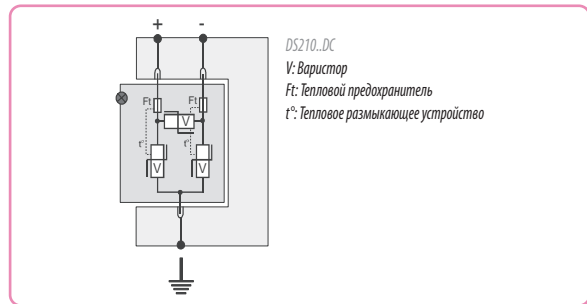 + -
DS210..DC
V: Варистор
Ft: Тепловой предохранитель
t°: Тепловое размыкающее устройство
Ft Ft
V
t° t°
V V